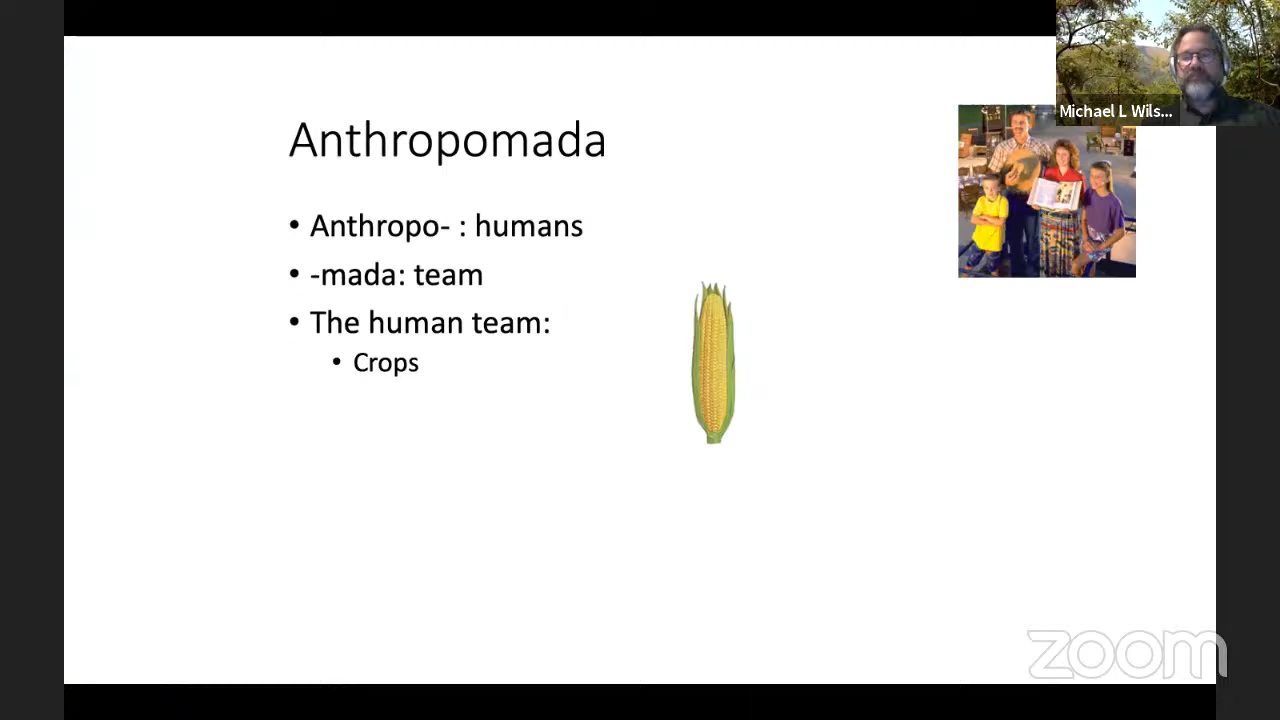 Michael L Wils...
Anthropomada
• Anthropo- : humans
• -mada: team
• The human team:
• Crops
zoom